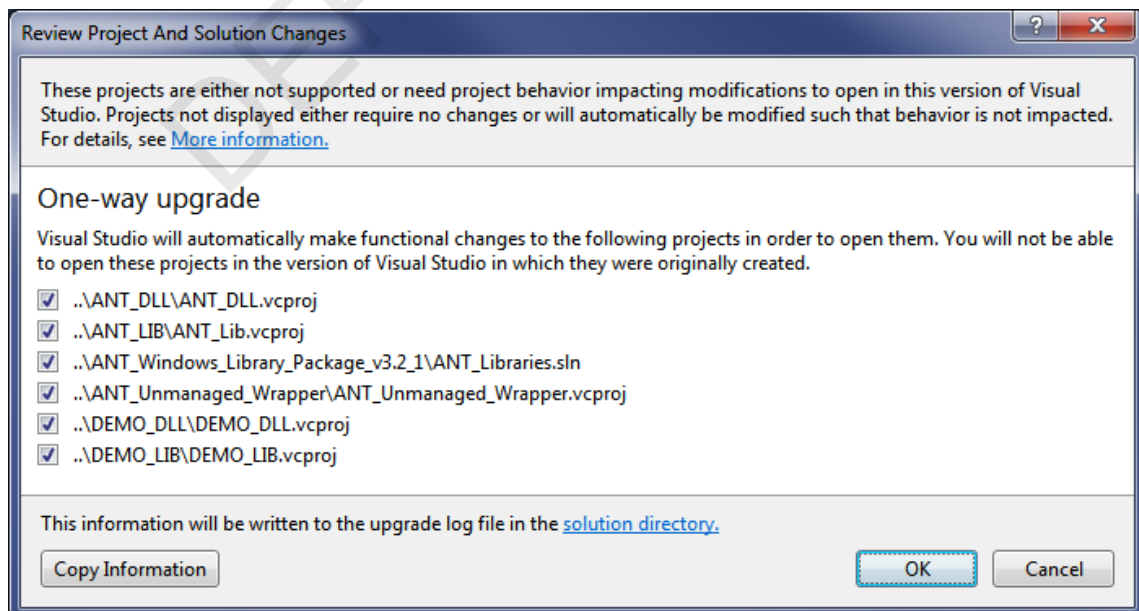 Review Project And Solution Changes
?
These projects are either not supported or need project behavior impacting modifications to open in this version of Visual
Studio. Projects not displayed either require no changes or will automatically be modified such that behavior is not impacted.
For details, see More information.
One-way upgrade
Visual Studio will automatically make functional changes to the following projects in order to open them. You will not be able
to open these projects in the version of Visual Studio in which they were originally created.
..\ANT_DLL\ANT_DLL.vcproj
..\ANT_LIB\ANT_Lib.vcproj
..\ANT_Windows_Library_Package_v3.2_1\ANT_Libraries.sln
..\ANT_Unmanaged_Wrapper\ANT_Unmanaged_Wrapper.vcproj
..\DEMO_DLL\DEMO_DLL.vcproj
..\DEMO_LIB\DEMO_LIB.vcproj
This information will be written to the upgrade log file in the solution directory.
Copy Information OK Cancel